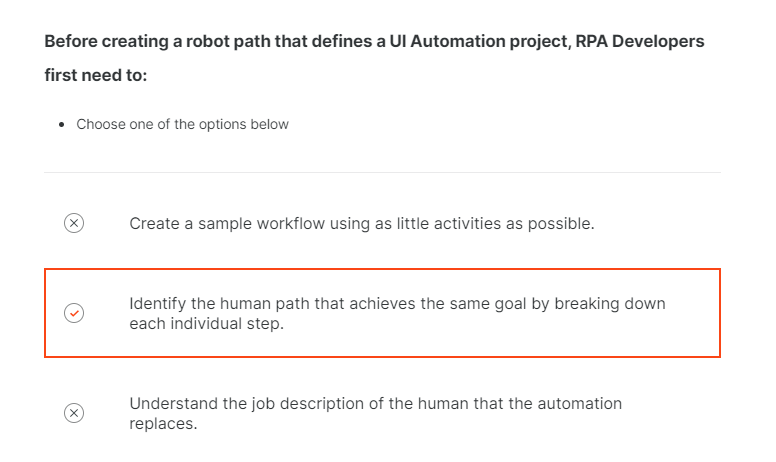 Before creating a robot path that defines a UI Automation project, RPA Developers
first need to:
• Choose one of the options below
Create a sample workflow using as little activities as possible.
Identify the human path that achieves the same goal by breaking down
each individual step.
Understand the job description of the human that the automation
replaces.